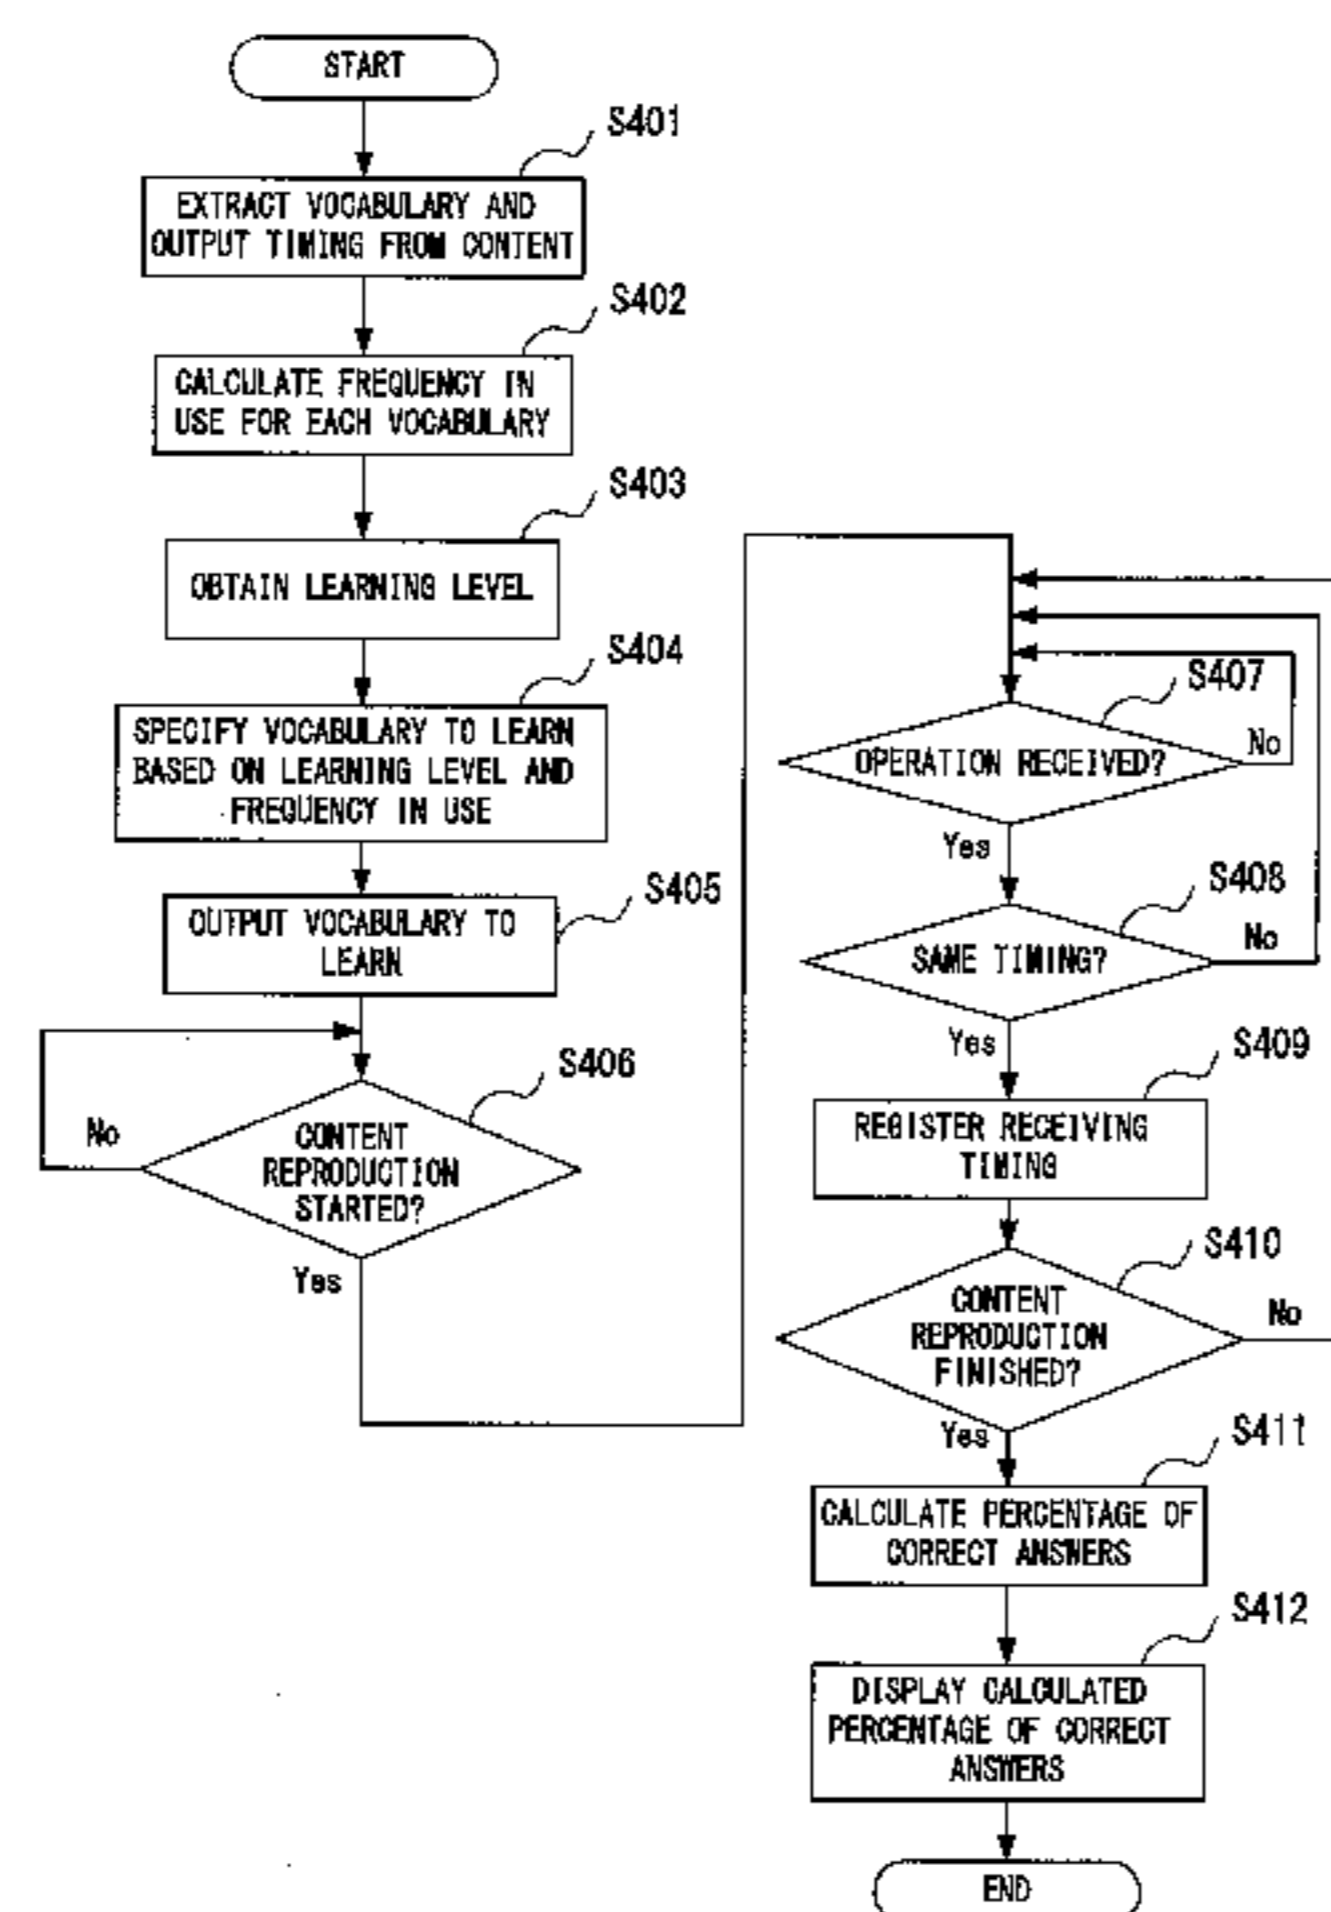 START
S401
EXTRACT VOCABULARY AND
OUTPUT TIMING FROM CONTENT
S402
CALCULATE FREQUENCY IN
USE FOR EACH VOCABULARY
S403
OBTAIN LEARNING LEVEL
S404
SPECIFY VOCABULARY TO LEARN
BASED ON LEARNING LEVEL AND
FREQUENCY IN USE
S405
OUTPUT VOCABULARY TO
LEARN
S406
No
CONTENT
REPRODUCTION
STARTED?
Yes
S407
OPERATION RECEIVED?
No
Yes
S408
SAME TIMING?
No
Yes
S409
REGISTER RECEIVING
TIMING
S410
CONTENT
REPRODUCTION
FINISHED?
No
Yes
S411
CALCULATE PERCENTAGE OF
CORRECT ANSWERS
S412
DISPLAY CALCULATED
PERCENTAGE OF CORRECT
ANSWERS
END